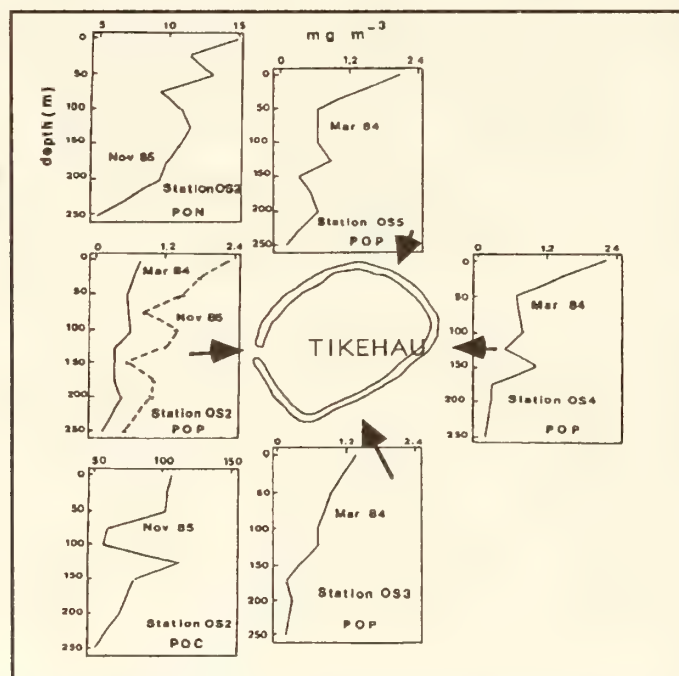 5 10 15
mg m-3
0
50
100
150
200
250
depth(m)
Nov 85
Station OS2
PON
0 1,2 2.4
0
50
100
150
200
250
Mar 84
Station OS5
POP
0 1,2 2.4
0
50
100
150
200
250
Mar 84
Nov 85
Station OS2
POP
TIKEHAU
0 1,2 2.4
0
50
100
150
200
250
Mar 84
Station OS4
POP
50 100 150
0
50
100
150
200
250
Nov 85
Station OS2
POC
0 1.2 2.4
0
50
100
150
200
250
Mar 84
Station OS3
POP